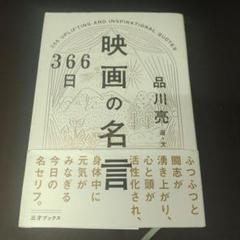 366 UPLIFTING AND INSPIRATIONAL QUOTES
366日
映画の名言
品川亮
選・文
ふつふつと
闘志が
湧き上がり、
心と頭が
活性化され、
身体中に
元気が
みなぎる
今日の
名セリフ。
三才ブックス